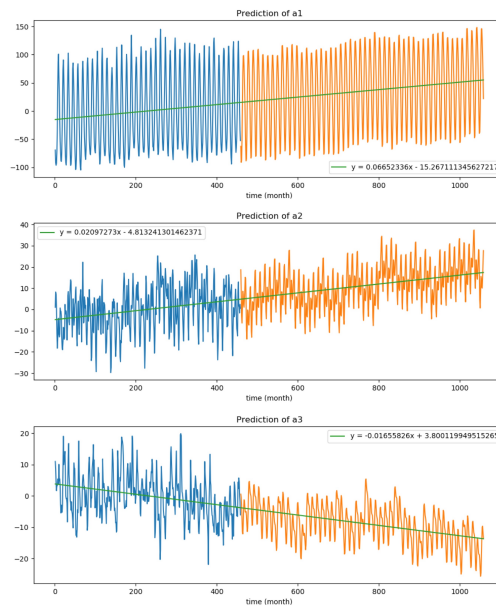 Prediction of a1
150
100
50
0
−50
−100
y = 0.06652336x - 15.267111345627217
0 200 400 600 800 1000
time (month)
Prediction of a2
40
30
20
10
0
−10
−20
−30
y = 0.02097273x - 4.813241301462371
0 200 400 600 800 1000
time (month)
Prediction of a3
20
10
0
−10
−20
y = -0.01655826x + 3.800119949515265
0 200 400 600 800 1000
time (month)